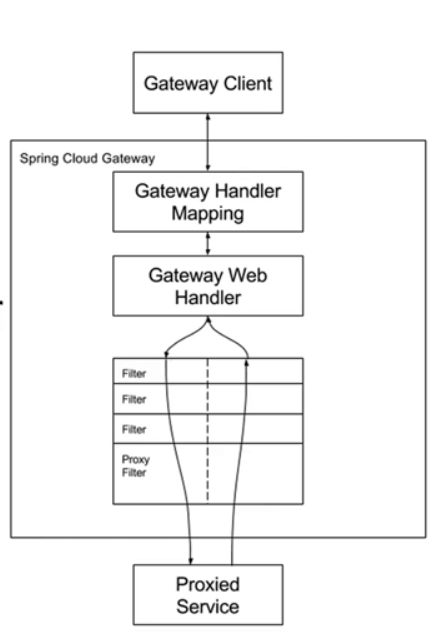 Gateway Client
Spring Cloud Gateway
Gateway Handler
Mapping
Gateway Web
Handler
Filter
Filter
Filter
Proxy
Filter
Proxied
Service